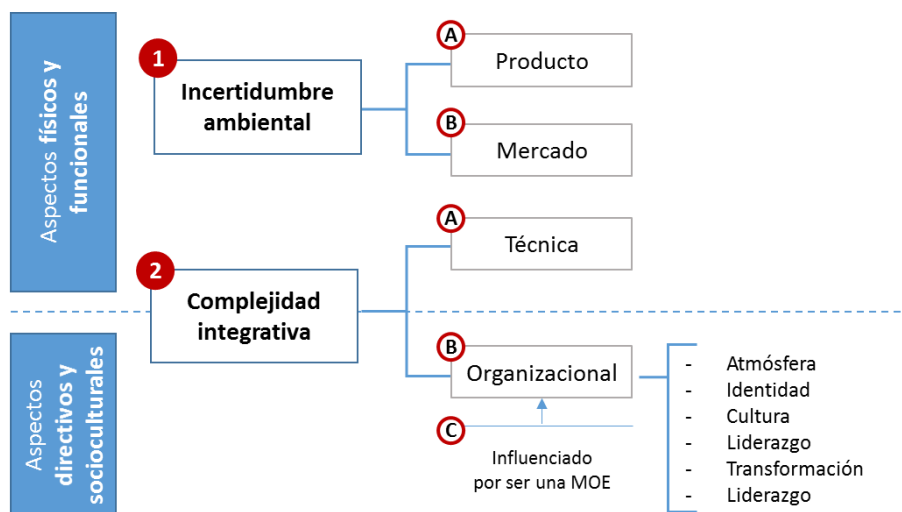 Aspectos físicos y
funcionales
1
Incertidumbre
ambiental
A
Producto
B
Mercado
2
Complejidad
integrativa
A
Técnica
B
Organizacional
C
Influenciado
por ser una MOE
- Atmósfera
- Identidad
- Cultura
- Liderazgo
- Transformación
- Liderazgo
Aspectos
directivos y
socioculturales